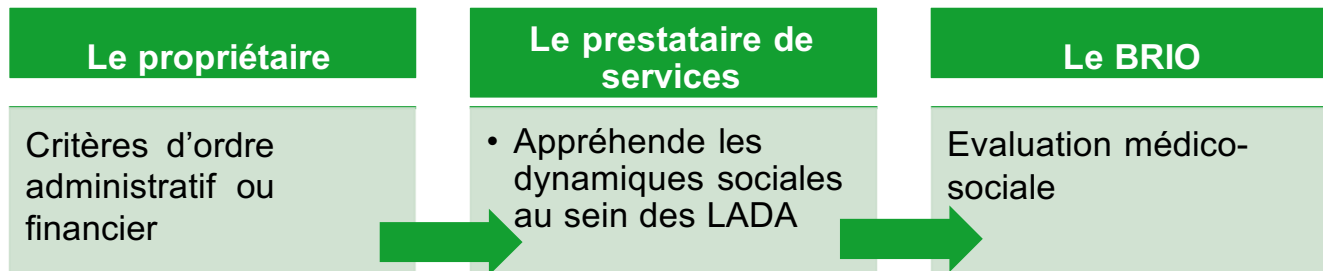 Le propriétaire
Critères d’ordre
administratif ou
financier
Le prestataire de
services
• Appréhende les
dynamiques sociales
au sein des LADA
Le BRIO
Evaluation médico-
sociale